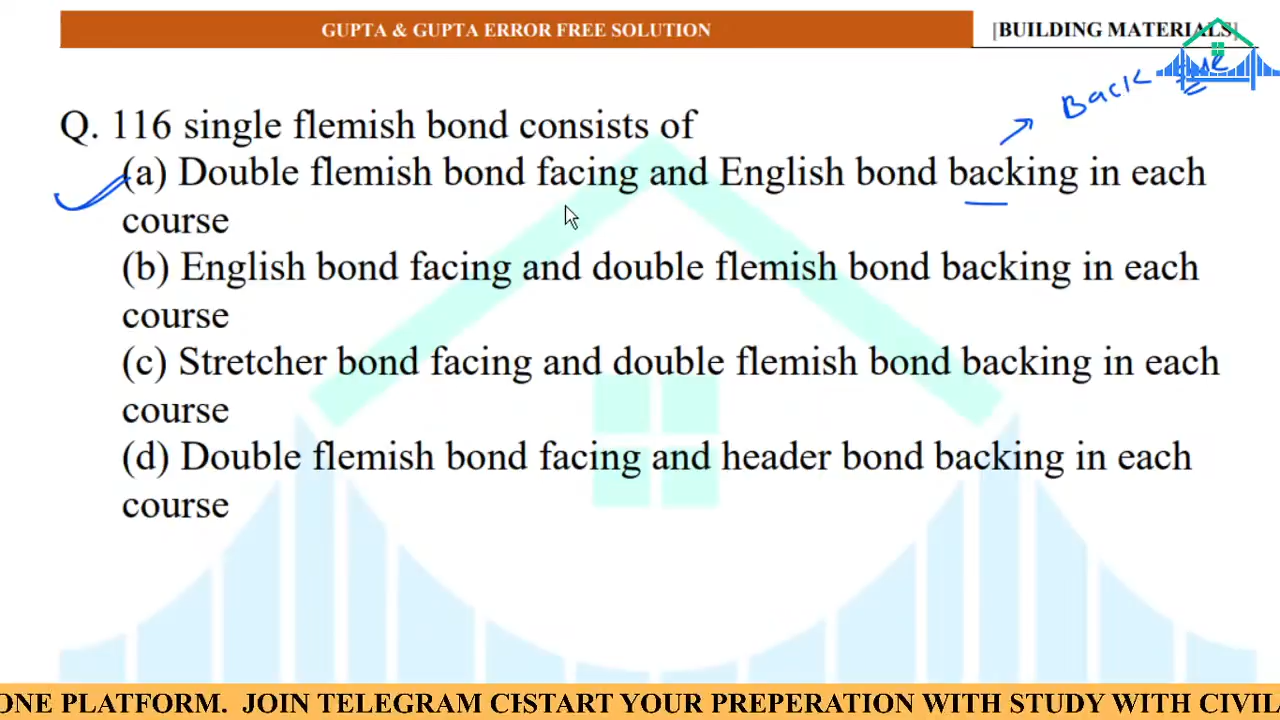 GUPTA & GUPTA ERROR FREE SOLUTION
[BUILDING MATERIALS]
Back
Q. 116 single flemish bond consists of
(a) Double flemish bond facing and English bond backing in each
course
(b) English bond facing and double flemish bond backing in each
course
(c) Stretcher bond facing and double flemish bond backing in each
course
(d) Double flemish bond facing and header bond backing in each
course
ONE PLATFORM. JOIN TELEGRAM CHSTART YOUR PREPERATION WITH STUDY WITH CIVIL